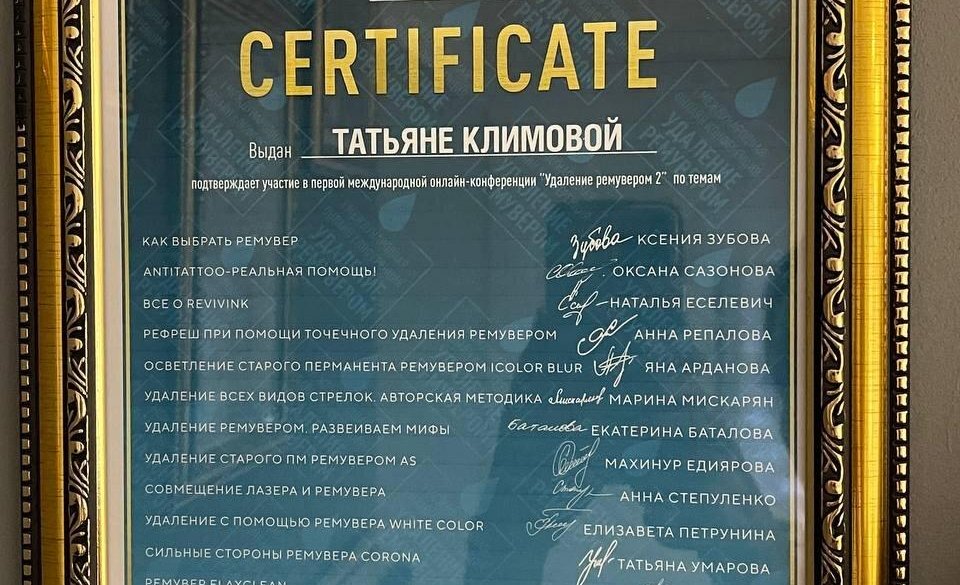 CERTIFICATE
Выдан ТАТЬЯНЕ КЛИМОВОЙ
подтверждает участие в первой международной онлайн-конференции "Удаление ремувером 2" по темам
КАК ВЫБРАТЬ РЕМУВЕР Зубова КСЕНИЯ ЗУБОВА
ANTITATTOO-РЕАЛЬНАЯ ПОМОЩЬ! ОКСАНА САЗОНОВА
ВСЕ О REVIVINK НАТАЛЬЯ ЕСЕЛЕВИЧ
РЕФРЕШ ПРИ ПОМОЩИ ТОЧЕЧНОГО УДАЛЕНИЯ РЕМУВЕРОМ АННА РЕПАЛОВА
ОСВЕТЛЕНИЕ СТАРОГО ПЕРМАНЕНТА РЕМУВЕРОМ ICOLOR BLUR ЯНА АРДАНОВА
УДАЛЕНИЕ ВСЕХ ВИДОВ СТРЕЛОК. АВТОРСКАЯ МЕТОДИКА МАРИНА МИСКАРЯН
УДАЛЕНИЕ РЕМУВЕРОМ. РАЗВЕИВАЕМ МИФЫ Баталова ЕКАТЕРИНА БАТАЛОВА
УДАЛЕНИЕ СТАРОГО ПМ РЕМУВЕРОМ AS МАХИНУР ЕДИЯРОВА
СОВМЕЩЕНИЕ ЛАЗЕРА И РЕМУВЕРА АННА СТЕПУЛЕНКО
УДАЛЕНИЕ С ПОМОЩЬЮ РЕМУВЕРА WHITE COLOR ЕЛИЗАВЕТА ПЕТРУНИНА
СИЛЬНЫЕ СТОРОНЫ РЕМУВЕРА CORONA ТАТЬЯНА УМАРОВА
РЕМУВЕР ELAXCLEAN